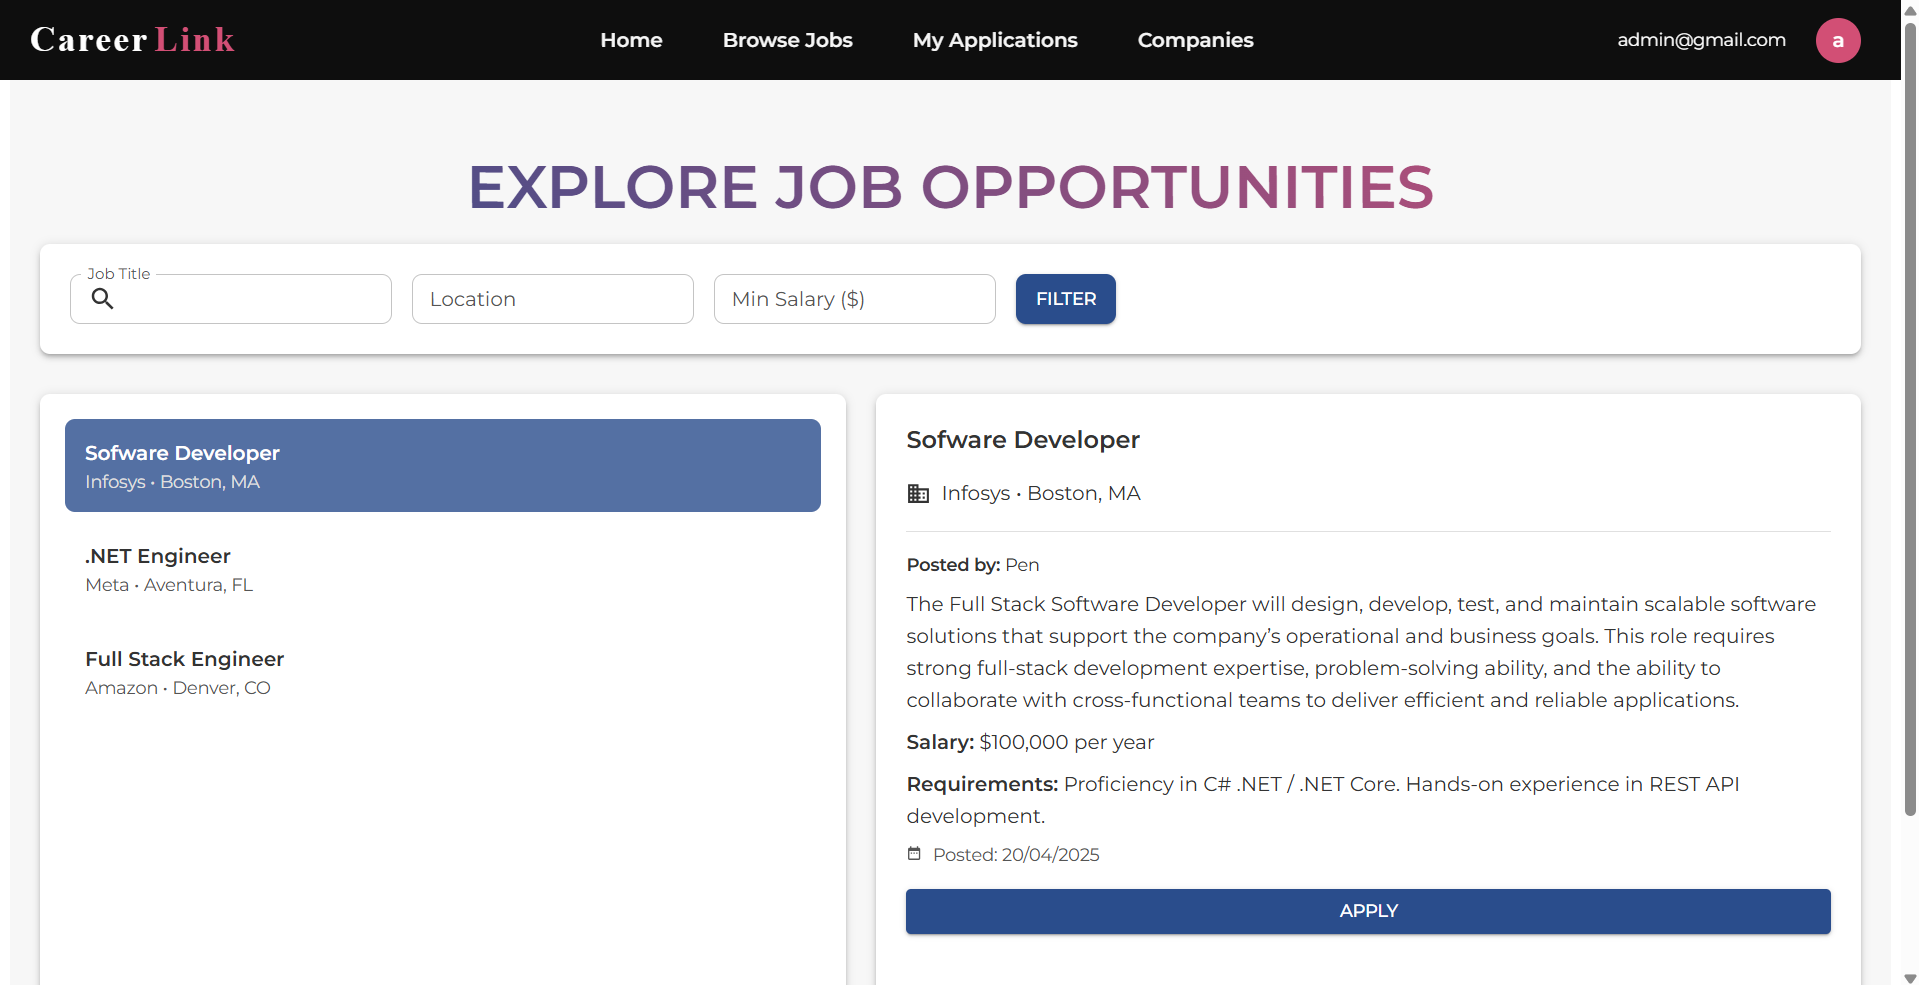 Career Link
Home
Browse Jobs
My Applications
Companies
admin@gmail.com
a
EXPLORE JOB OPPORTUNITIES
Job Title
Location
Min Salary ($)
FILTER
Sofware Developer
Infosys • Boston, MA
.NET Engineer
Meta • Aventura, FL
Full Stack Engineer
Amazon • Denver, CO
Sofware Developer
Infosys • Boston, MA
Posted by: Pen
The Full Stack Software Developer will design, develop, test, and maintain scalable software
solutions that support the company’s operational and business goals. This role requires
strong full-stack development expertise, problem-solving ability, and the ability to
collaborate with cross-functional teams to deliver efficient and reliable applications.
Salary: $100,000 per year
Requirements: Proficiency in C# .NET / .NET Core. Hands-on experience in REST API
development.
Posted: 20/04/2025
APPLY